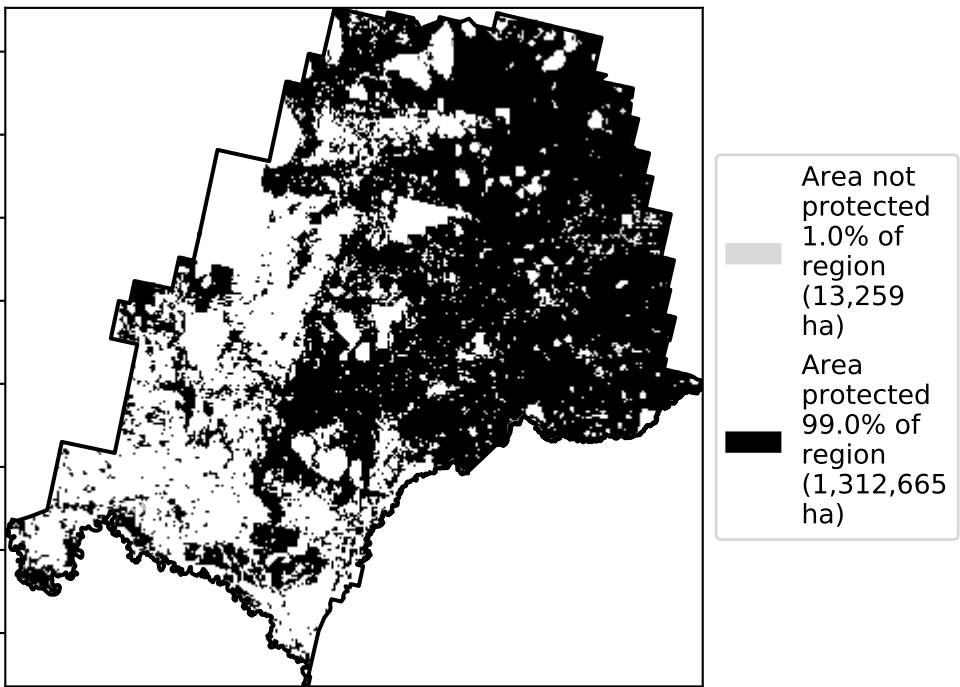 Area not
protected
1.0% of
region
(13,259
ha)
Area
protected
99.0% of
region
(1,312,665
ha)